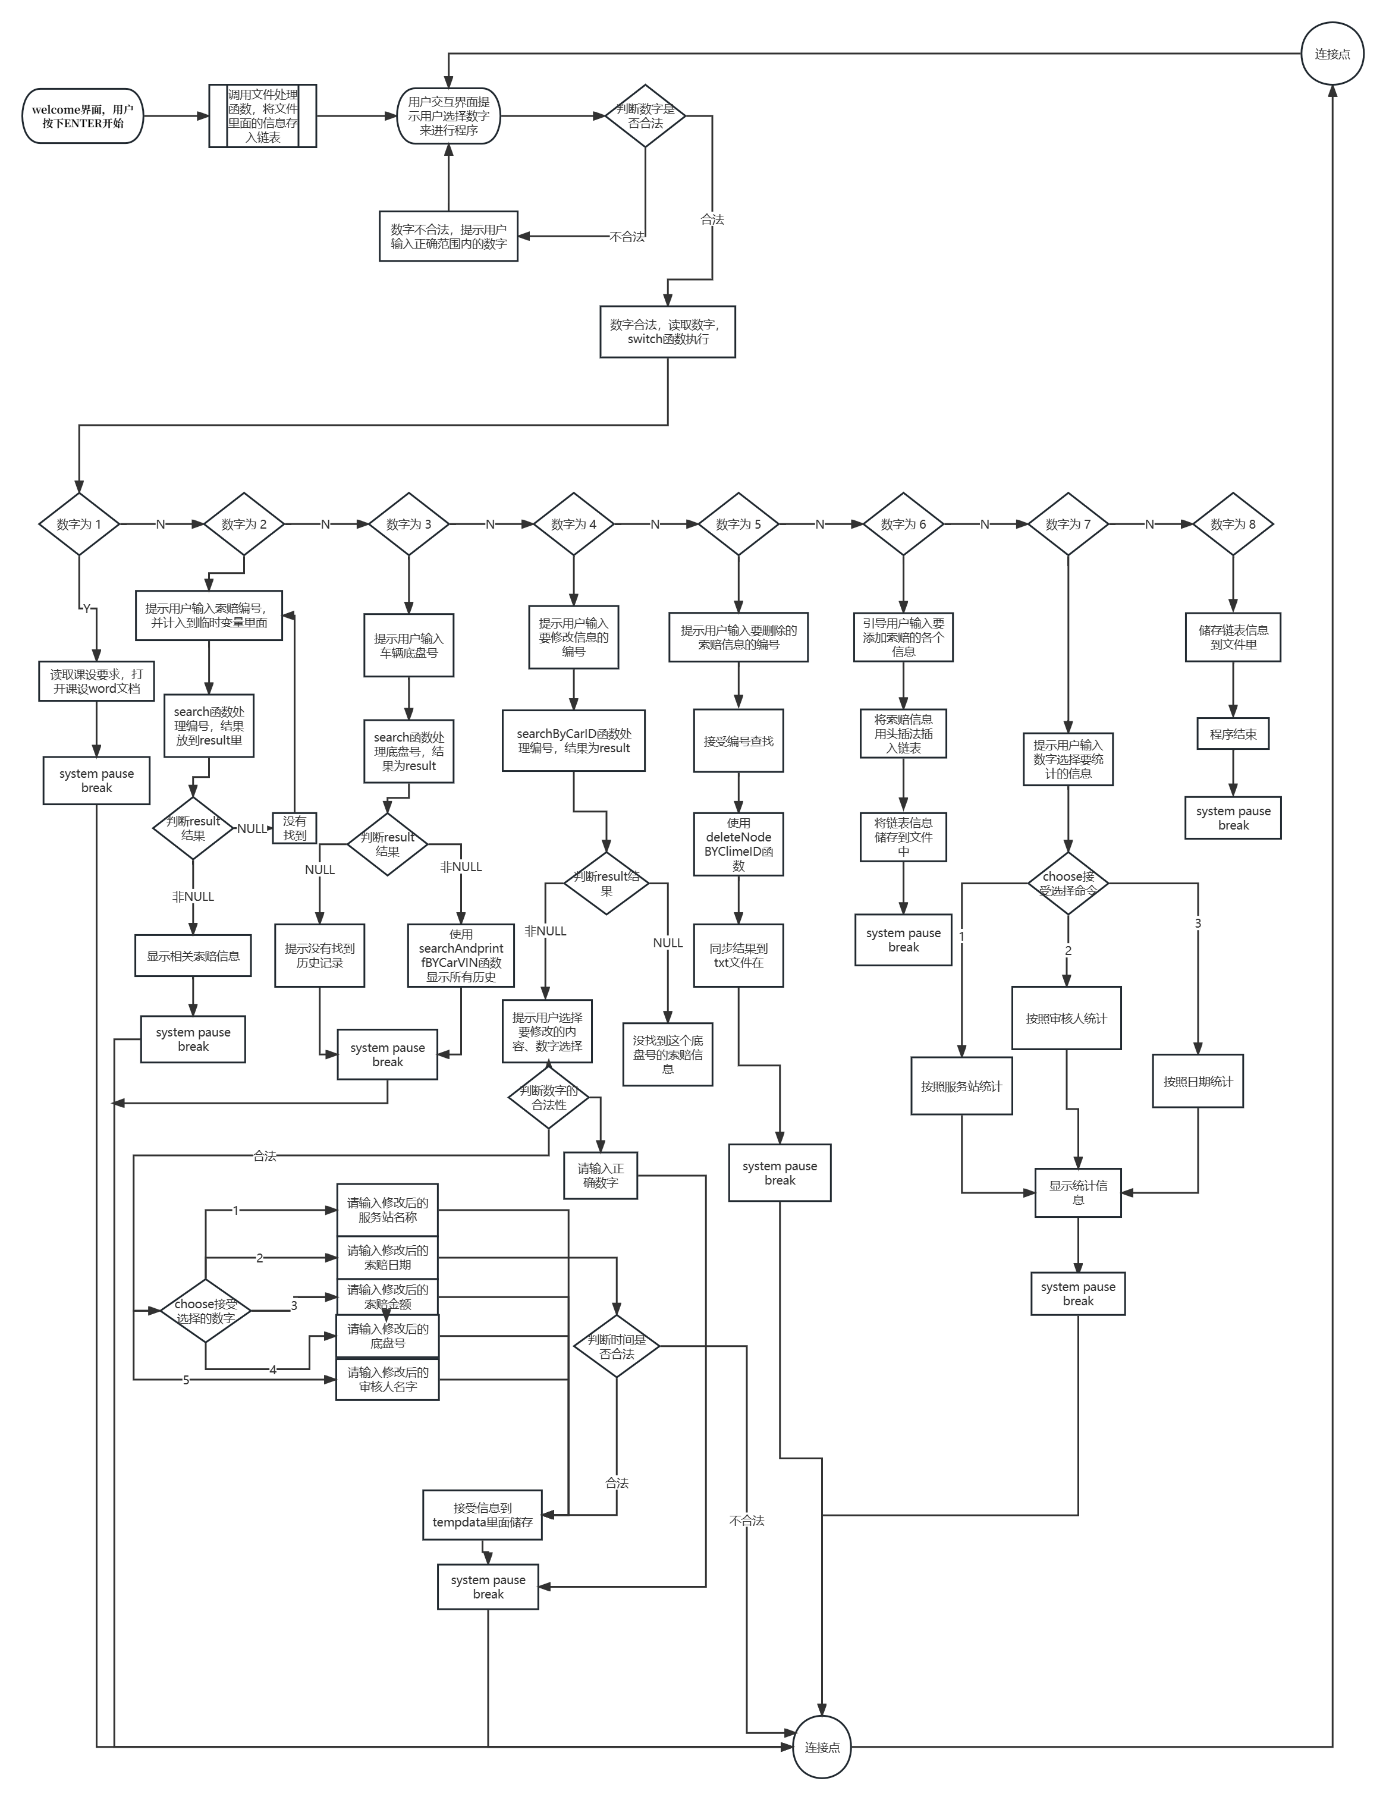 连接点
welcome界面，用户
按下ENTER开始
调用文件处理
函数，将文件
里面的信息存
入链表
用户交互界面提
示用户选择数字
来进行程序
判断数字是
否合法
合法
不合法
数字不合法，提示用户
输入正确范围内的数字
数字合法，读取数字，
switch函数执行
数字为 1
N
数字为 2
N
数字为 3
N
数字为 4
N
数字为 5
N
数字为 6
N
数字为 7
N
数字为 8
Y
读取课设要求，打
开课设word文档
system pause
break
提示用户输入索赔编号，
并计入到临时变量里面
search函数处
理编号，结果
放到result里
判断result
结果
NULL
没有
找到
非NULL
显示相关索赔信息
system pause
break
提示用户输入
车辆底盘号
search函数处
理底盘号，结
果为result
判断result
结果
NULL
非NULL
提示没有找到
历史记录
使用
searchAndprint
fBYCarVIN函数
显示所有历史
system pause
break
提示用户输入
要修改信息的
编号
searchByCarID函数处
理编号，结果为result
判断result结
果
非NULL
NULL
提示用户选择
要修改的内
容、数字选择
没找到这个底
盘号的索赔信
息
判断数字的
合法性
合法
请输入正
确数字
choose接受
选择的数字
1
请输入修改后的
服务站名称
2
请输入修改后的
索赔日期
3
请输入修改后的
索赔金额
4
请输入修改后的
底盘号
5
请输入修改后的
审核人名字
判断时间是
否合法
合法
不合法
接受信息到
tempdata里面储存
system pause
break
提示用户输入要删除的
索赔信息的编号
接受编号查找
使用
deleteNode
BYClimeID函
数
同步结果到
txt文件在
system pause
break
引导用户输入要
添加索赔的各个
信息
将索赔信息
用头插法插
入链表
将链表信息
储存到文件
中
system pause
break
提示用户输入
数字选择要统
计的信息
choose接
受选择命令
1
2
3
按照服务站统计
按照审核人统计
按照日期统计
显示统计信
息
system pause
break
储存链表信息
到文件里
程序结束
system pause
break
连接点